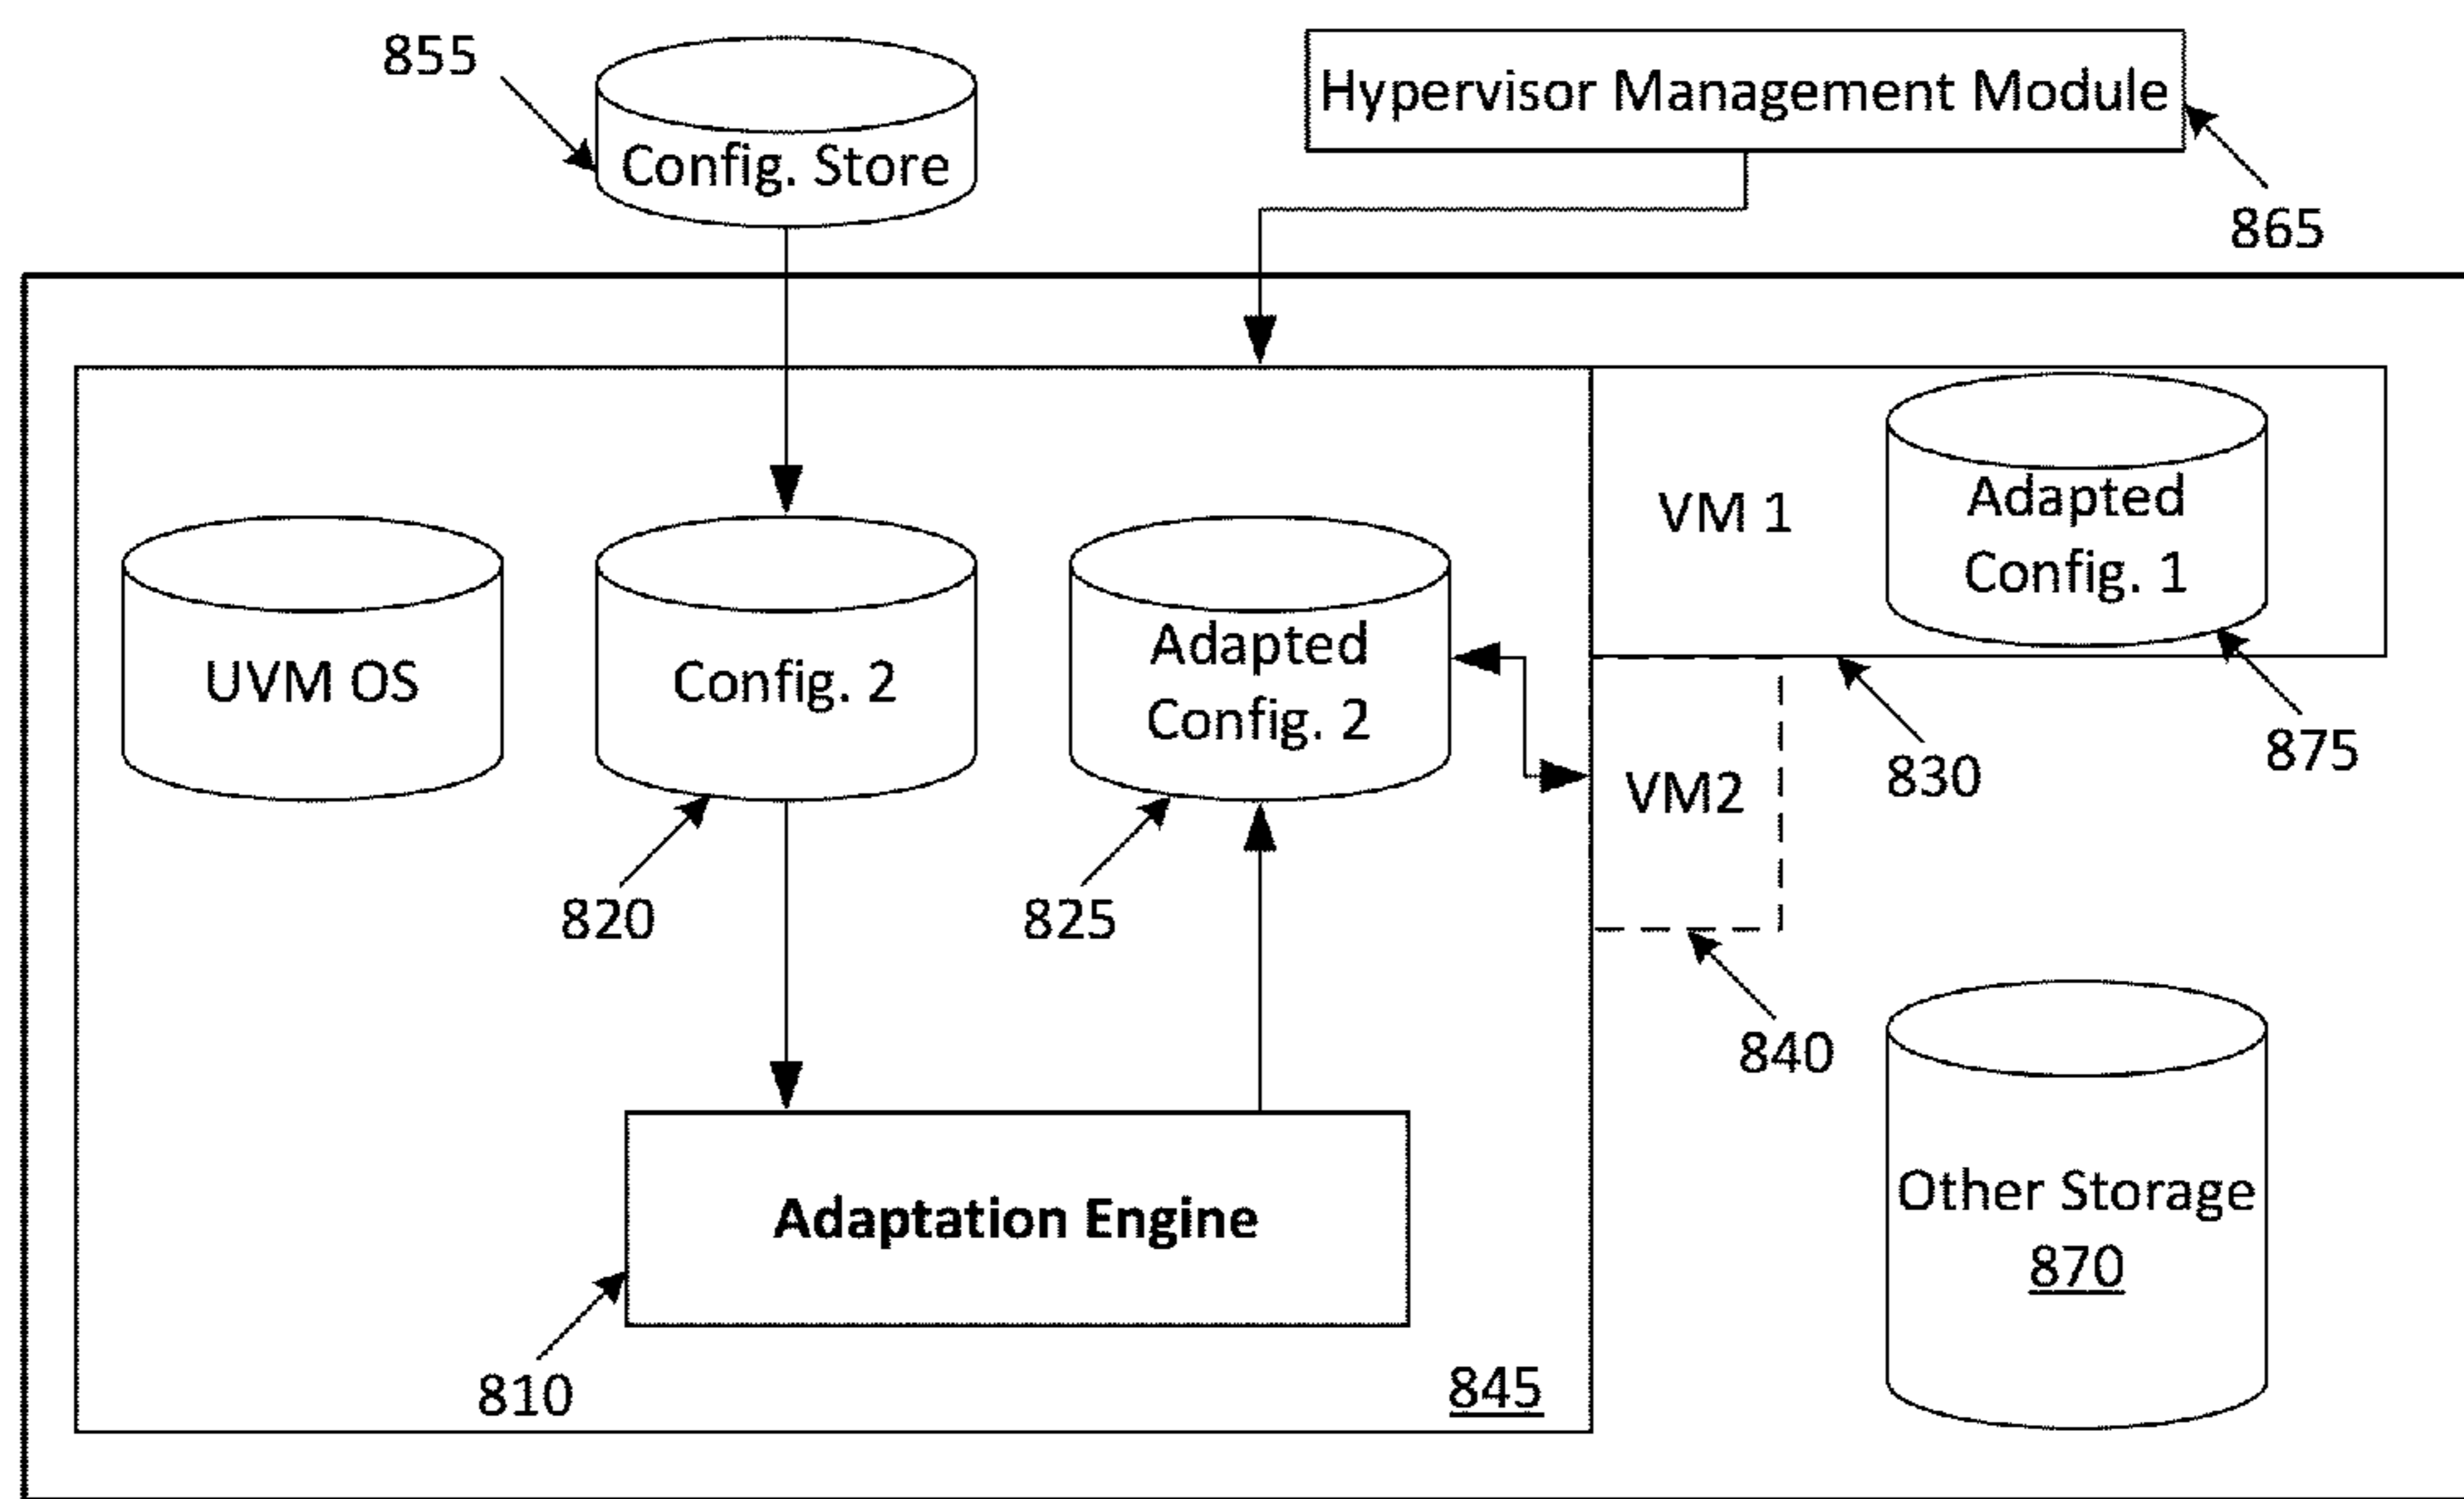 855
Config. Store
Hypervisor Management Module
865
UVM OS
Config. 2
Adapted
Config. 2
VM 1
Adapted
Config. 1
VM2
830
875
820
825
840
Adaptation Engine
810
845
Other Storage
870